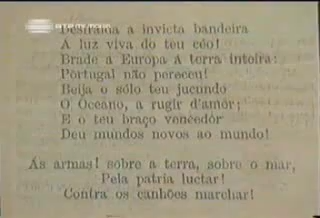 Desfralda a invicta bandeira
A luz viva do teu céo!
Brade a Europa á terra inteira:
Portugal não pereceu!
Beija o sólo teu jucundo
O Oceano, a rugir d'amôr;
E o teu braço vencedôr
Deu mundos novos ao mundo!
Ás armas! sobre a terra, sobre o mar,
Pela patria luctar!
Contra os canhões marchar!